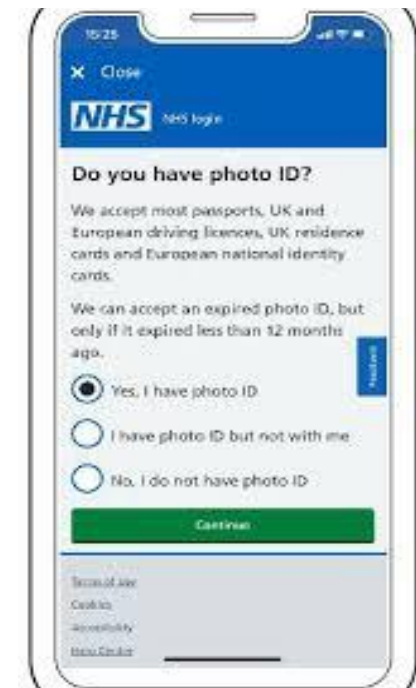 15:25
X Close
NHS NHS login
Do you have photo ID?
We accept most passports, UK and
European driving licences, UK residence
cards and European national identity
cards.
We can accept an expired photo ID, but
only if it expired less than 12 months
ago.
Feedback
Yes, I have photo ID
I have photo ID but not with me
No, I do not have photo ID
Continue
Terms of use
Cookies
Accessibility
Help Centre